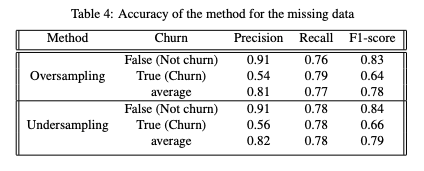 Table 4: Accuracy of the method for the missing data
Method Churn Precision Recall F1-score
False (Not churn) 0.91 0.76 0.83
Oversampling True (Churn) 0.54 0.79 0.64
average 0.81 0.77 0.78
False (Not churn) 0.91 0.78 0.84
Undersampling True (Churn) 0.56 0.78 0.66
average 0.82 0.78 0.79